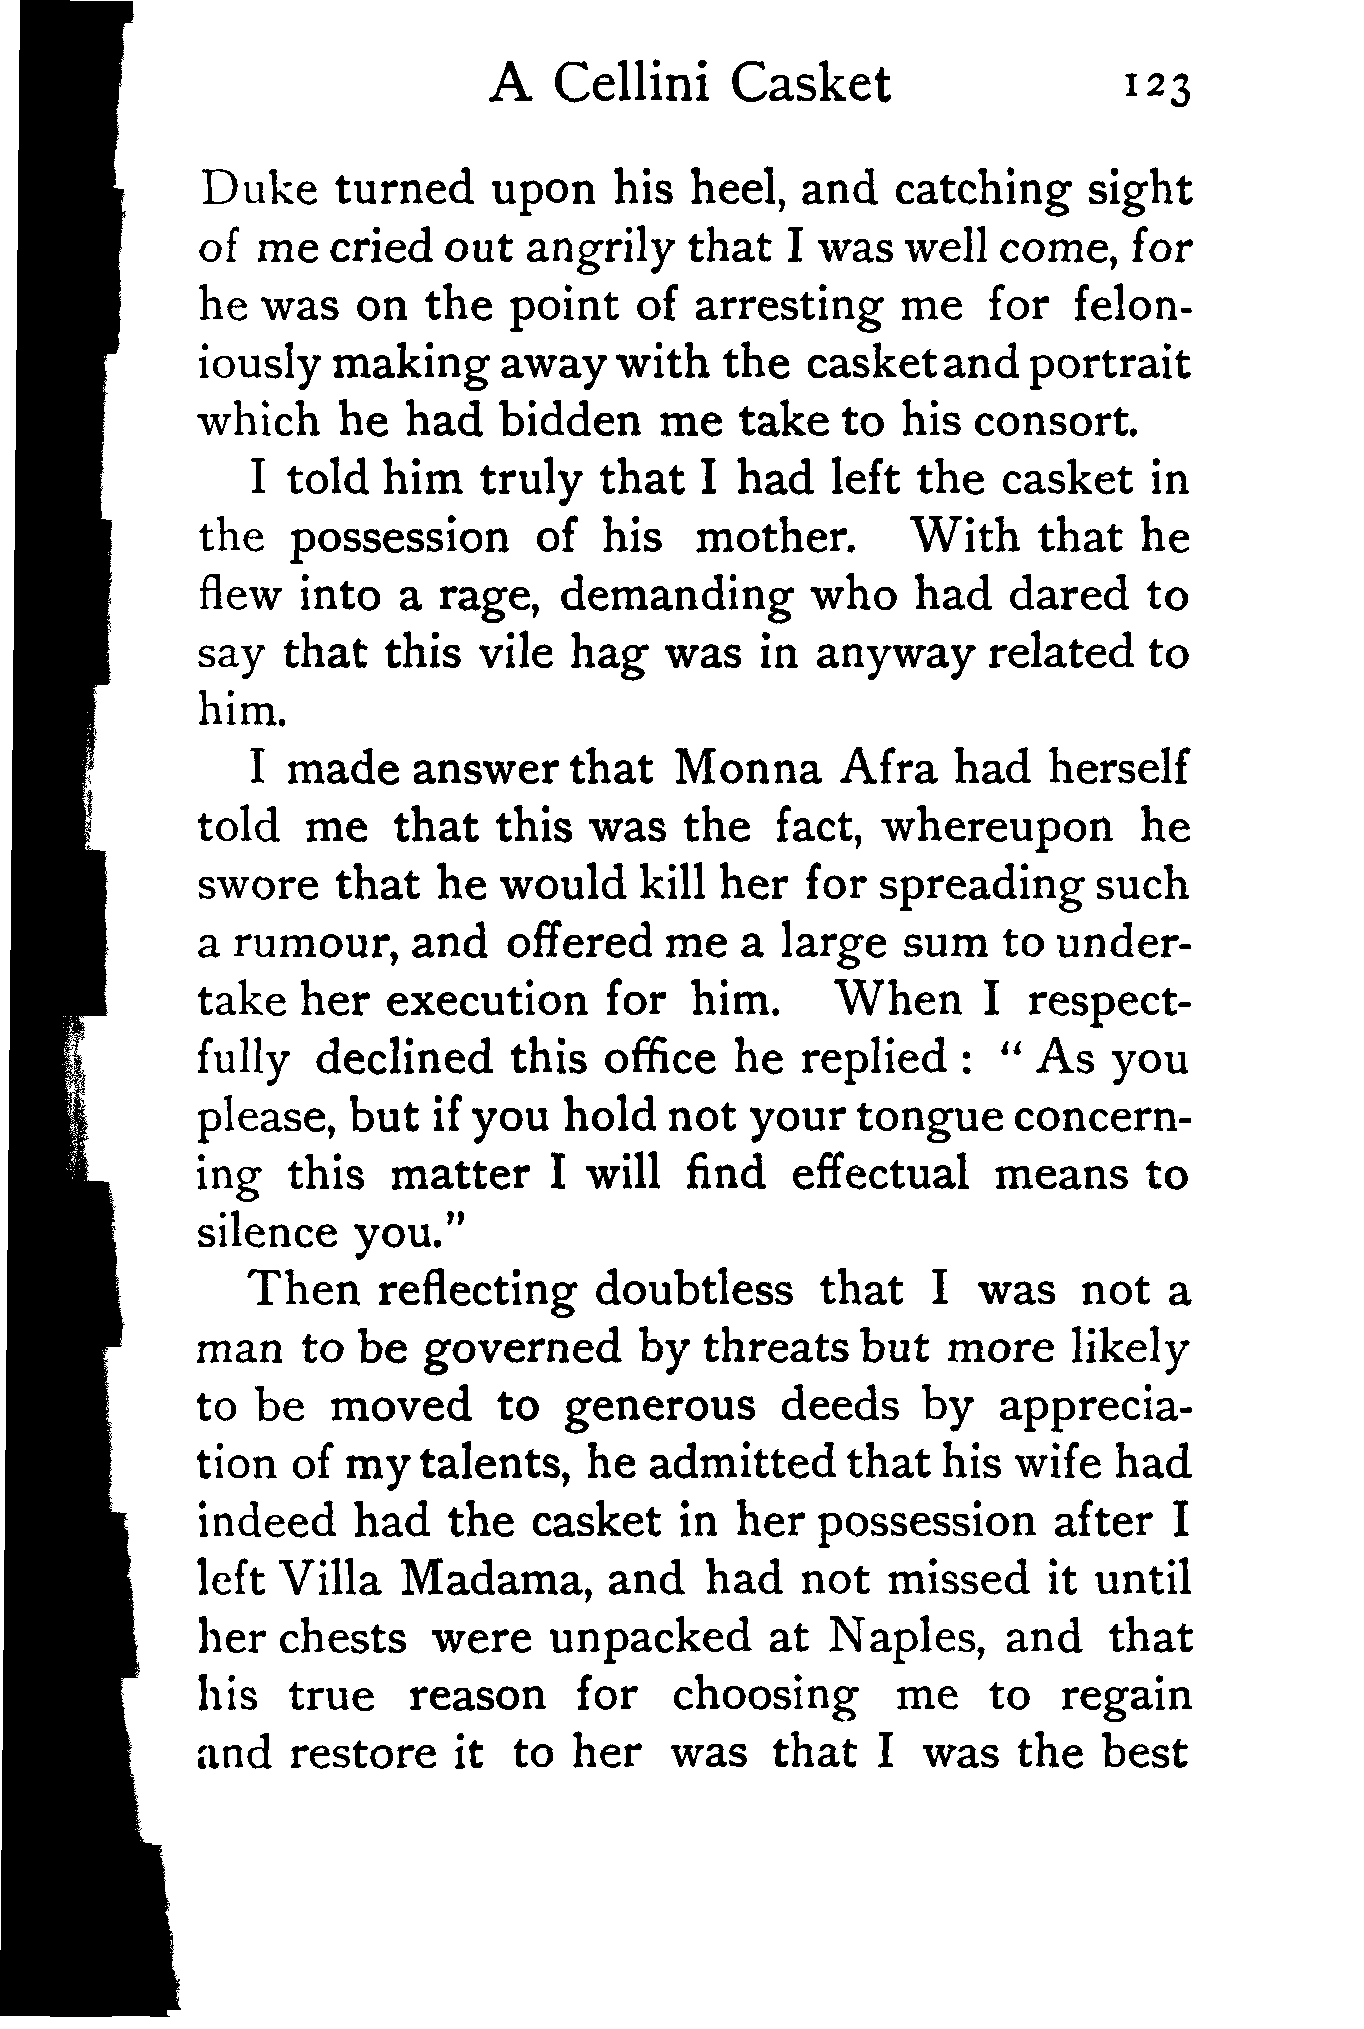 A Cellini Casket 123
Duke turned upon his heel, and catching sight
of me cried out angrily that I was well come, for
he was on the point of arresting me for felon-
iously making away with the casket and portrait
which he had bidden me take to his consort.
I told him truly that I had left the casket in
the possession of his mother. With that he
flew into a rage, demanding who had dared to
say that this vile hag was in anyway related to
him.
I made answer that Monna Afra had herself
told me that this was the fact, whereupon he
swore that he would kill her for spreading such
a rumour, and offered me a large sum to under-
take her execution for him. When I respect-
fully declined this office he replied : “ As you
please, but if you hold not your tongue concern-
ing this matter I will find effectual means to
silence you.”
Then reflecting doubtless that I was not a
man to be governed by threats but more likely
to be moved to generous deeds by apprecia-
tion of my talents, he admitted that his wife had
indeed had the casket in her possession after I
left Villa Madama, and had not missed it until
her chests were unpacked at Naples, and that
his true reason for choosing me to regain
and restore it to her was that I was the best